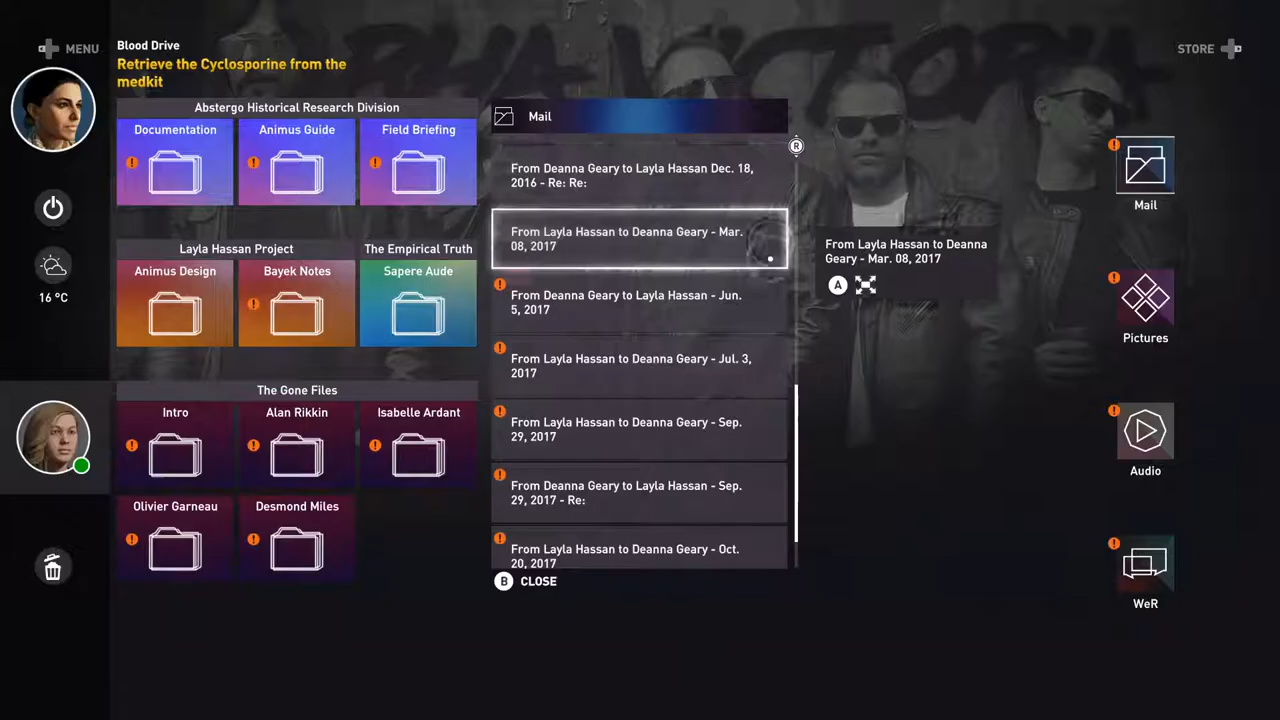 MENU
Blood Drive
Retrieve the Cyclosporine from the
medkit
STORE
Abstergo Historical Research Division
Documentation
Animus Guide
Field Briefing
Layla Hassan Project
The Empirical Truth
Animus Design
Bayek Notes
Sapere Aude
16 °C
The Gone Files
Intro
Alan Rikkin
Isabelle Ardant
Olivier Garneau
Desmond Miles
Mail
R
From Deanna Geary to Layla Hassan Dec. 18,
2016 - Re: Re:
From Layla Hassan to Deanna Geary - Mar.
08, 2017
From Deanna Geary to Layla Hassan - Jun.
5, 2017
From Layla Hassan to Deanna Geary - Jul. 3,
2017
From Layla Hassan to Deanna Geary - Sep.
29, 2017
From Deanna Geary to Layla Hassan - Sep.
29, 2017 - Re:
From Layla Hassan to Deanna Geary - Oct.
20, 2017
B CLOSE
From Layla Hassan to Deanna
Geary - Mar. 08, 2017
A
Mail
Pictures
Audio
WeR